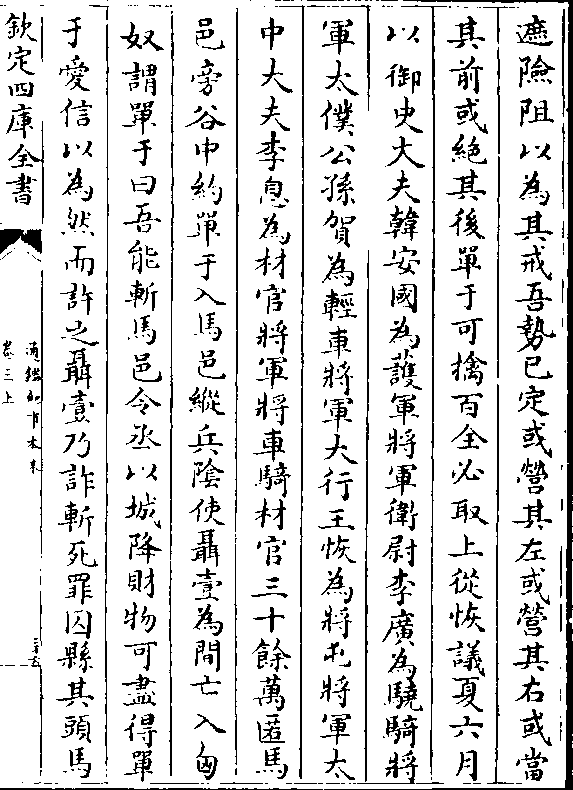 遮險阻以為其戒吾勢已定或營其左或營其右或當
其前或絶其後單于可擒百全必取上從恢議夏六月
以御史大夫韓安國為護軍將軍衛尉李廣為驍騎將
軍太僕公孫賀為輕車將軍大行王恢為將屯將軍太
中大夫李息為材官將軍將車騎材官三十餘萬匿馬
邑旁谷中約單于入馬邑縱兵陰使聶壹為間亡入匈
奴謂單于曰吾能斬馬邑令丞以城降財物可盡得單
于愛信以為然而許之聶壹乃詐斬死罪囚縣其頭馬
欽定四庫全書
通鑑紀事本末
卷三上